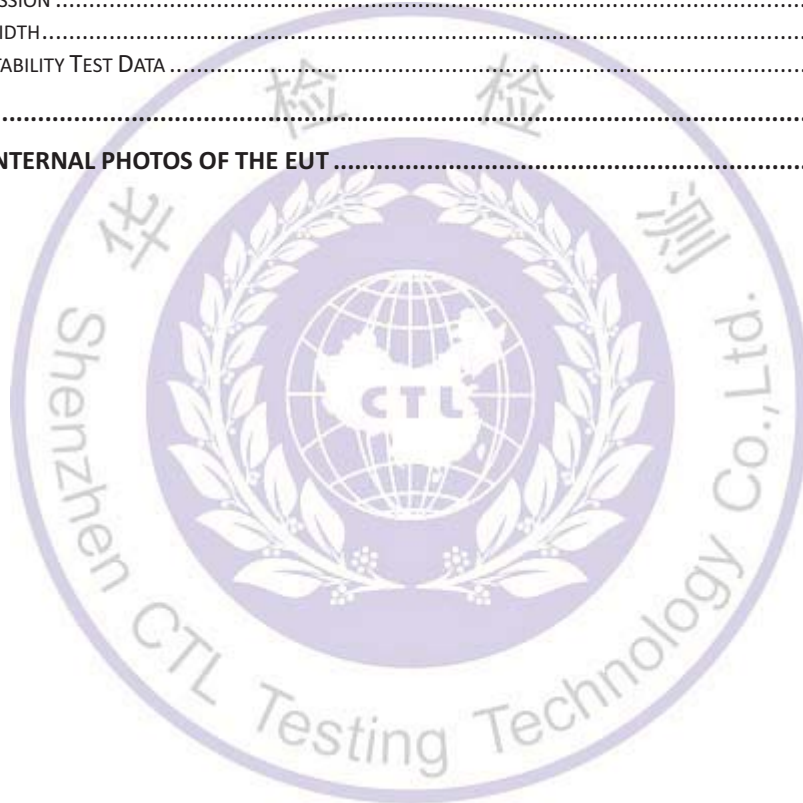 SSION ........................................................................
IDTH........................................................................
TABILITY TEST DATA ........................................................................
........................................................................
NTERNAL PHOTOS OF THE EUT ........................................................................
华检检测
CTL
Shenzhen CTL Testing Technology Co.,Ltd.